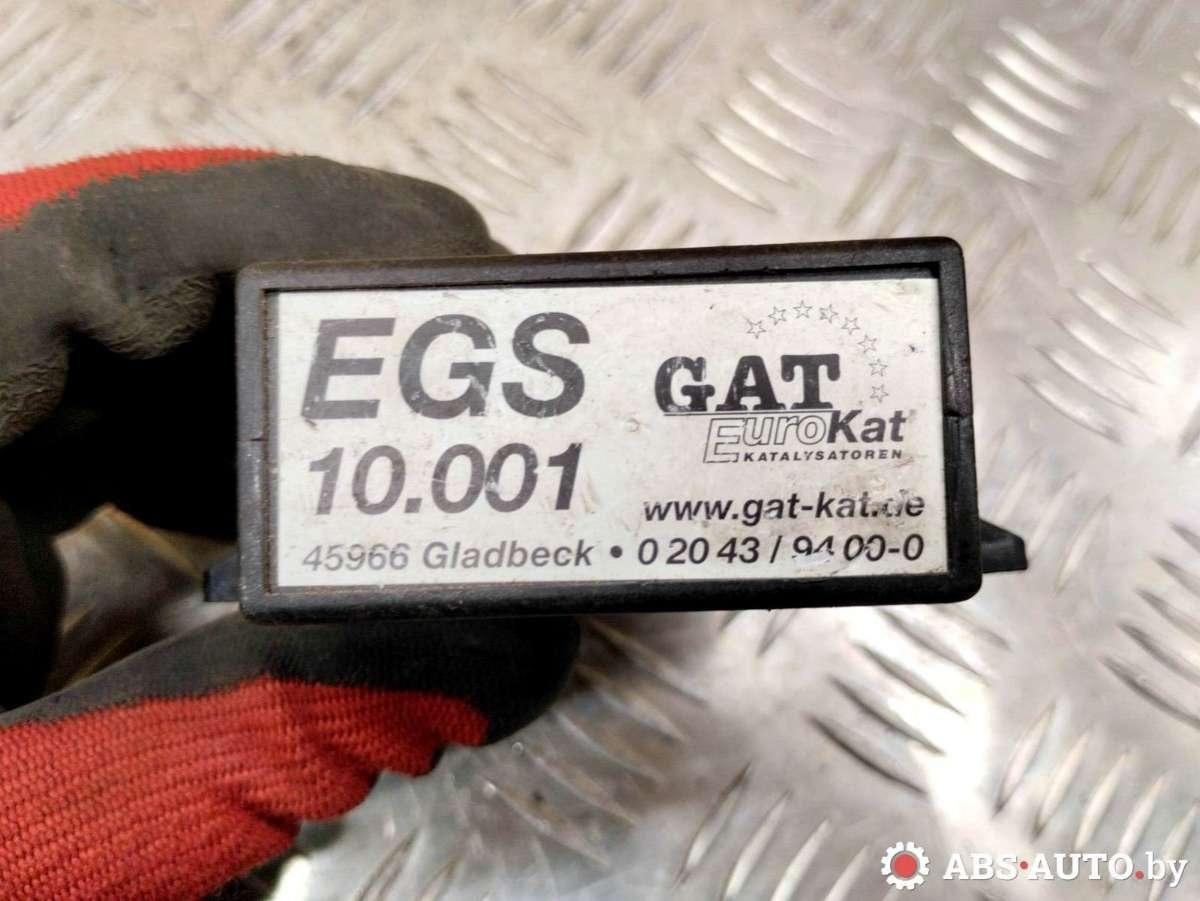 EGS
10.001
GAT
EuroKat
KATALYSATOREN
www.gat-kat.de
45966 Gladbeck • 0 20 43 / 94 00-0
ABS·AUTO.by